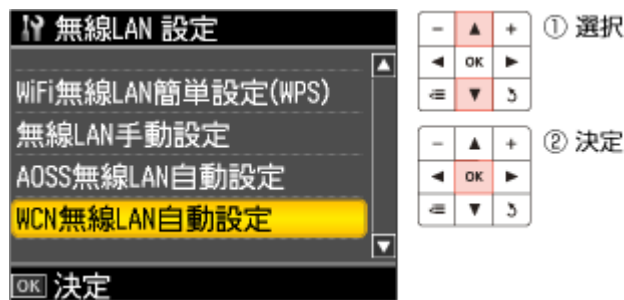 無線LAN 設定
WiFi無線LAN簡単設定(WPS)
無線LAN手動設定
AOSS無線LAN自動設定
WCN無線LAN自動設定
OK 決定
- ▲ +
◀ OK ▶
▼
① 選択
- ▲ +
◀ OK ▶
▼
② 決定